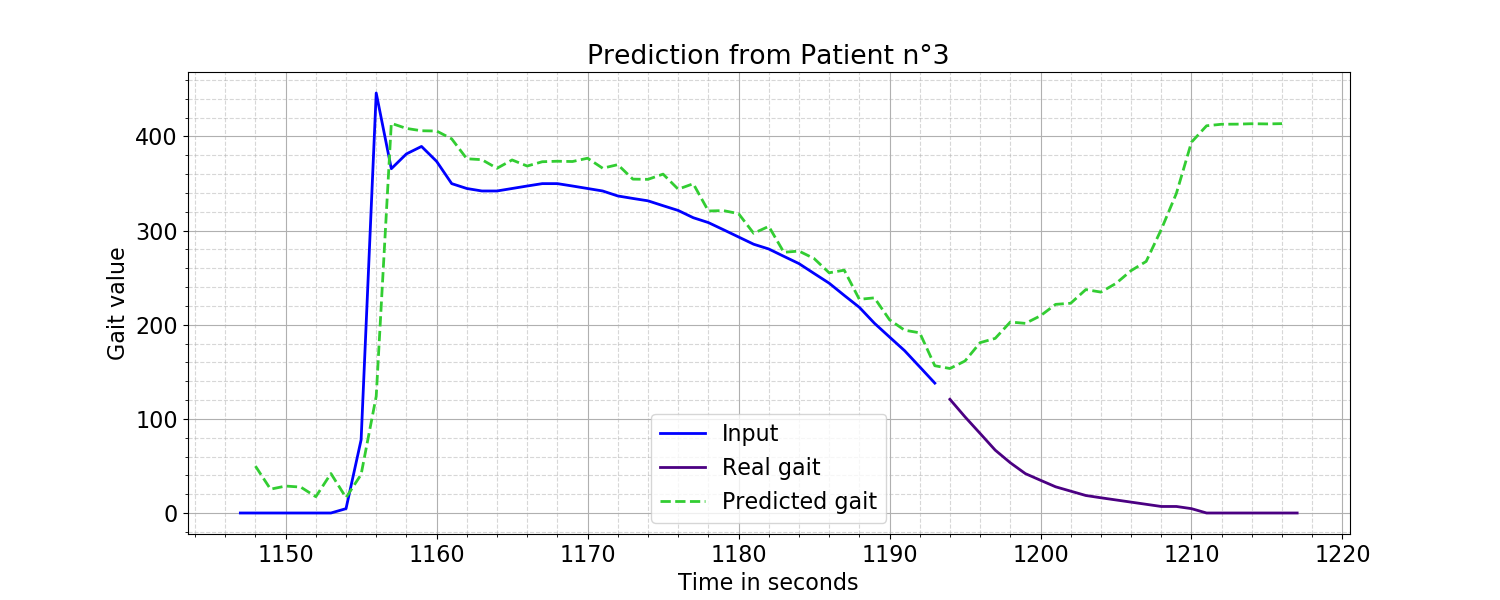 Prediction from Patient n°3
Gait value
400
300
200
100
0
Input
Real gait
Predicted gait
1150 1160 1170 1180 1190 1200 1210 1220
Time in seconds